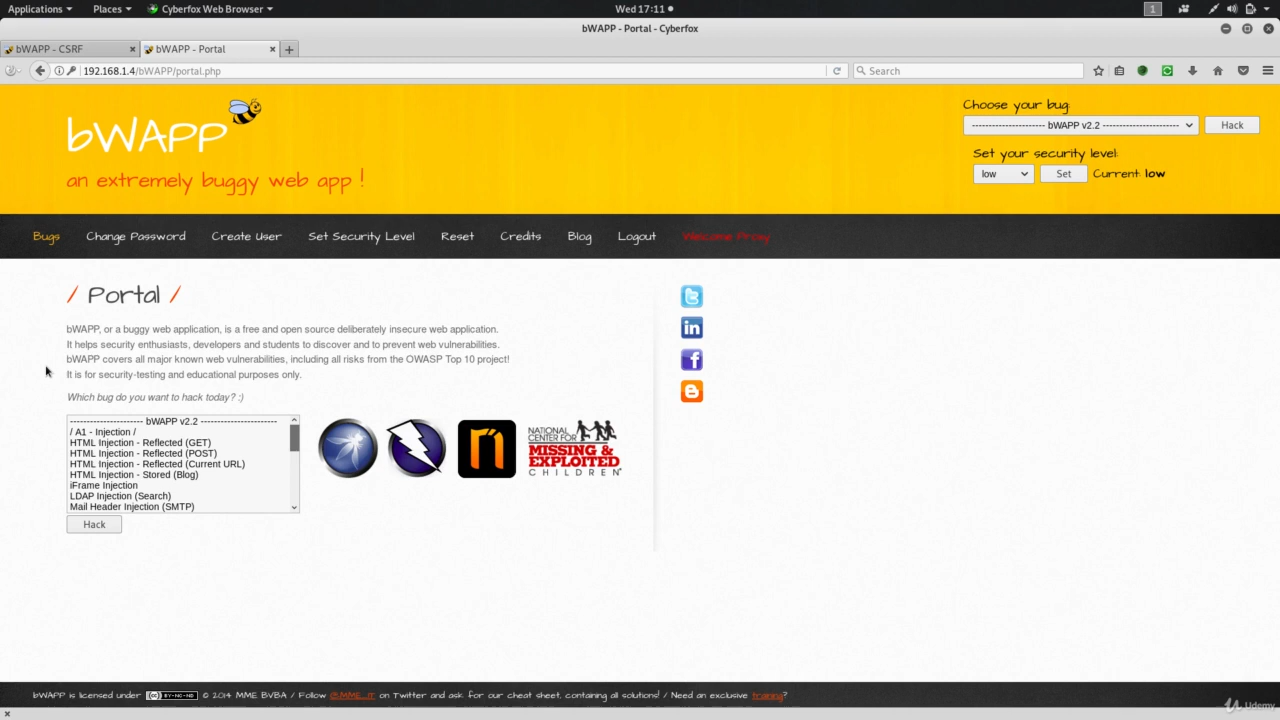 Applications Places Cyberfox Web Browser Wed 17:11 1
bWAPP - Portal - Cyberfox
bWAPP - CSRF bWAPP - Portal
192.168.1.4/bWAPP/portal.php Search
bWAPP
an extremely buggy web app !
Choose your bug:
---------------------- bWAPP v2.2 ----------------------- Hack
Set your security level:
low Set Current: low
Bugs Change Password Create User Set Security Level Reset Credits Blog Logout Welcome Proxy
/ Portal /
bWAPP, or a buggy web application, is a free and open source deliberately insecure web application.
It helps security enthusiasts, developers and students to discover and to prevent web vulnerabilities.
bWAPP covers all major known web vulnerabilities, including all risks from the OWASP Top 10 project!
It is for security-testing and educational purposes only.
Which bug do you want to hack today? :)
---------------------- bWAPP v2.2 -----------------------
/ A1 - Injection /
HTML Injection - Reflected (GET)
HTML Injection - Reflected (POST)
HTML Injection - Reflected (Current URL)
HTML Injection - Stored (Blog)
iFrame Injection
LDAP Injection (Search)
Mail Header Injection (SMTP)
Hack
NATIONAL
CENTER FOR
MISSING &
EXPLOITED
CHILDREN
bWAPP is licensed under (cc) BY-NC-ND © 2014 MME BVBA / Follow @MME_IT on Twitter and ask for our cheat sheet, containing all solutions! / Need an exclusive training?
Udemy